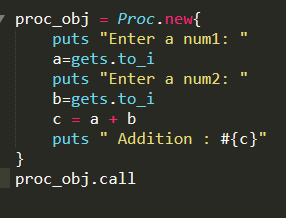 proc_obj = Proc.new{
puts "Enter a num1: "
a=gets.to_i
puts "Enter a num2: "
b=gets.to_i
c = a + b
puts " Addition : #{c}"
}
proc_obj.call